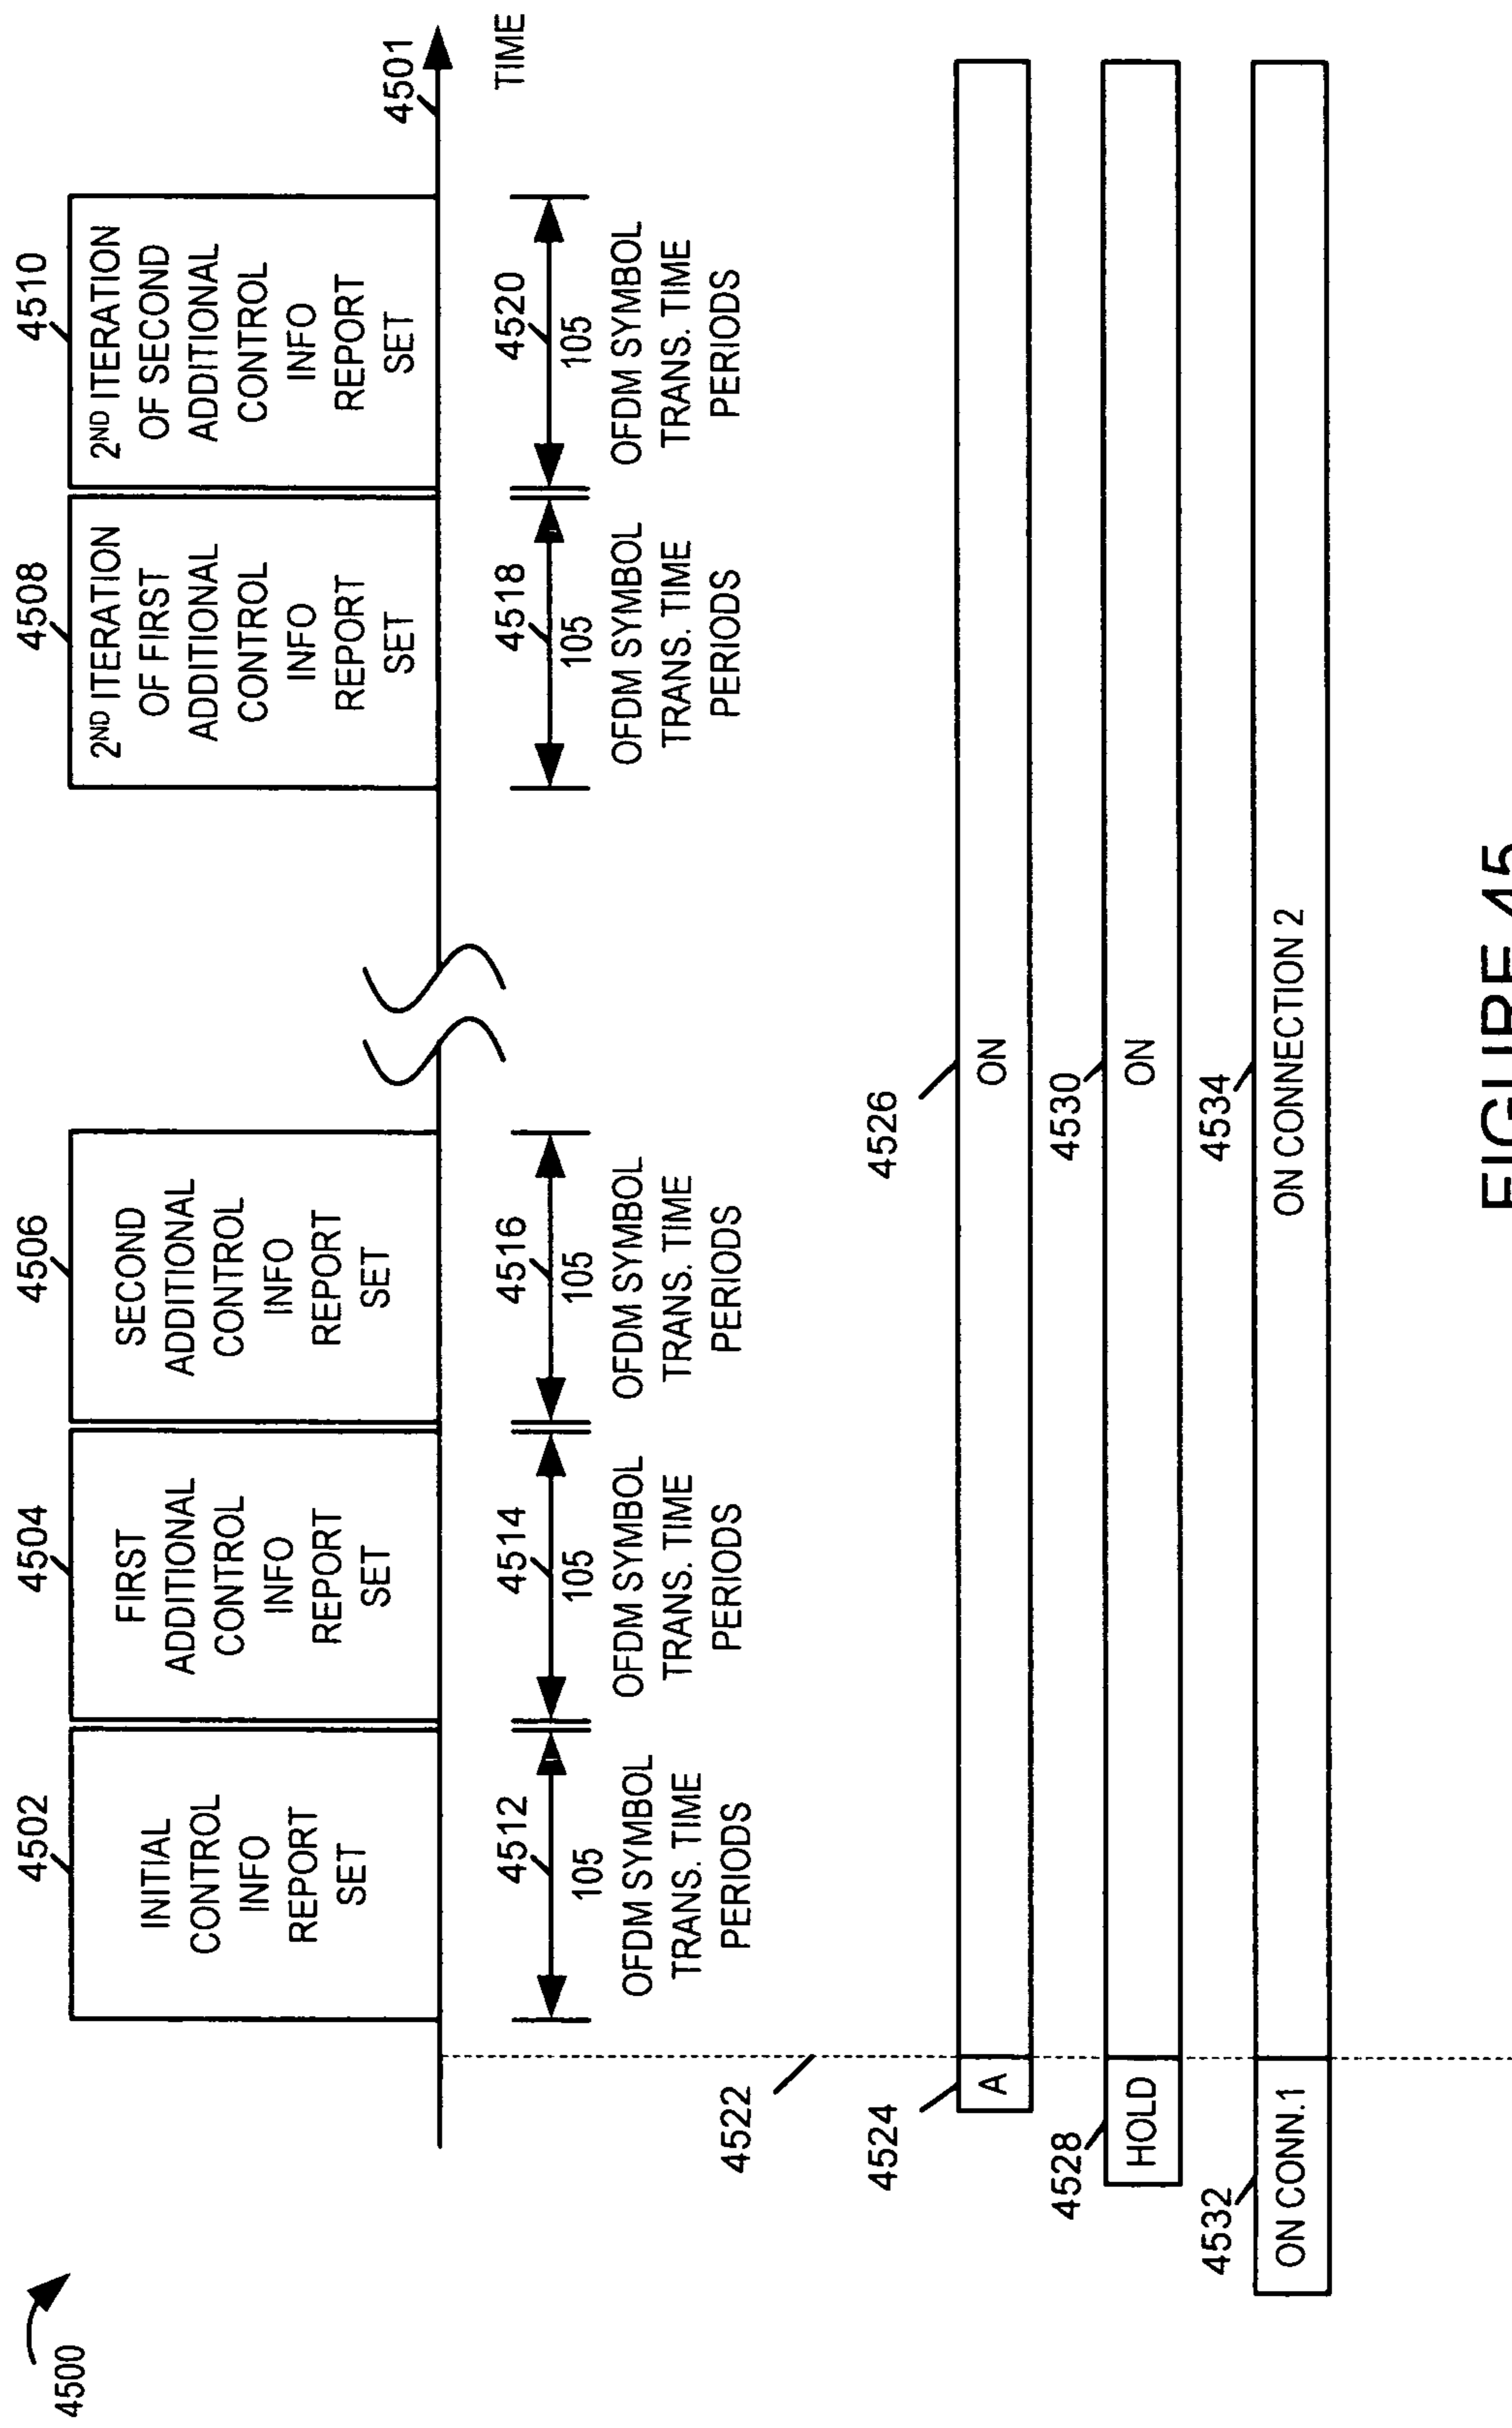 4500
4502
INITIAL
CONTROL
INFO
REPORT
SET
4504
FIRST
ADDITIONAL
CONTROL
INFO
REPORT
SET
4506
SECOND
ADDITIONAL
CONTROL
INFO
REPORT
SET
4508
2ND ITERATION
OF FIRST
ADDITIONAL
CONTROL
INFO
REPORT
SET
4510
2ND ITERATION
OF SECOND
ADDITIONAL
CONTROL
INFO
REPORT
SET
4501
TIME
4512
105
OFDM SYMBOL
TRANS. TIME
PERIODS
4514
105
OFDM SYMBOL
TRANS. TIME
PERIODS
4516
105
OFDM SYMBOL
TRANS. TIME
PERIODS
4518
105
OFDM SYMBOL
TRANS. TIME
PERIODS
4520
105
OFDM SYMBOL
TRANS. TIME
PERIODS
4522
4524
A
4526
ON
4528
HOLD
4530
ON
4532
ON CONN.1
4534
ON CONNECTION 2
FIGURE 45